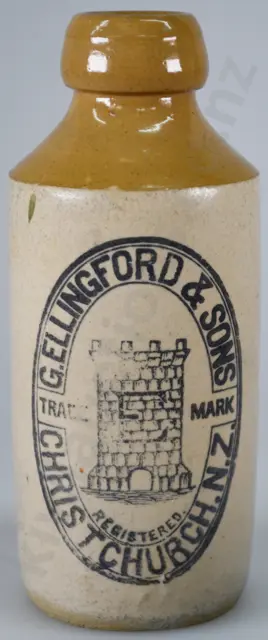 G. ELLINGFORD & SONS
TRADE MARK
REGISTERED.
CHRISTCHURCH. N.Z.